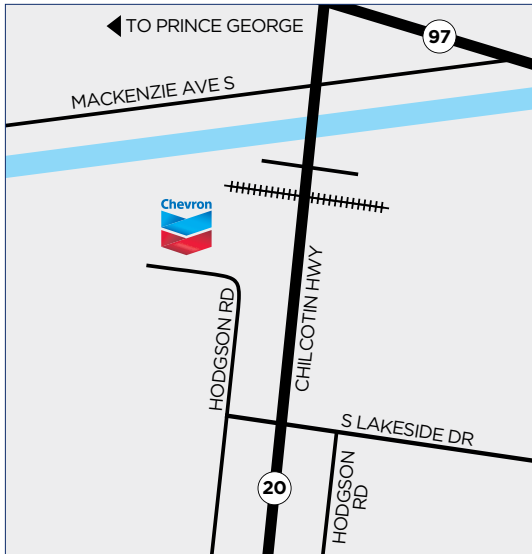 TO PRINCE GEORGE
97
MACKENZIE AVE S
Chevron
HODGSON RD
CHILCOTIN HWY
S LAKESIDE DR
20
HODGSON
RD